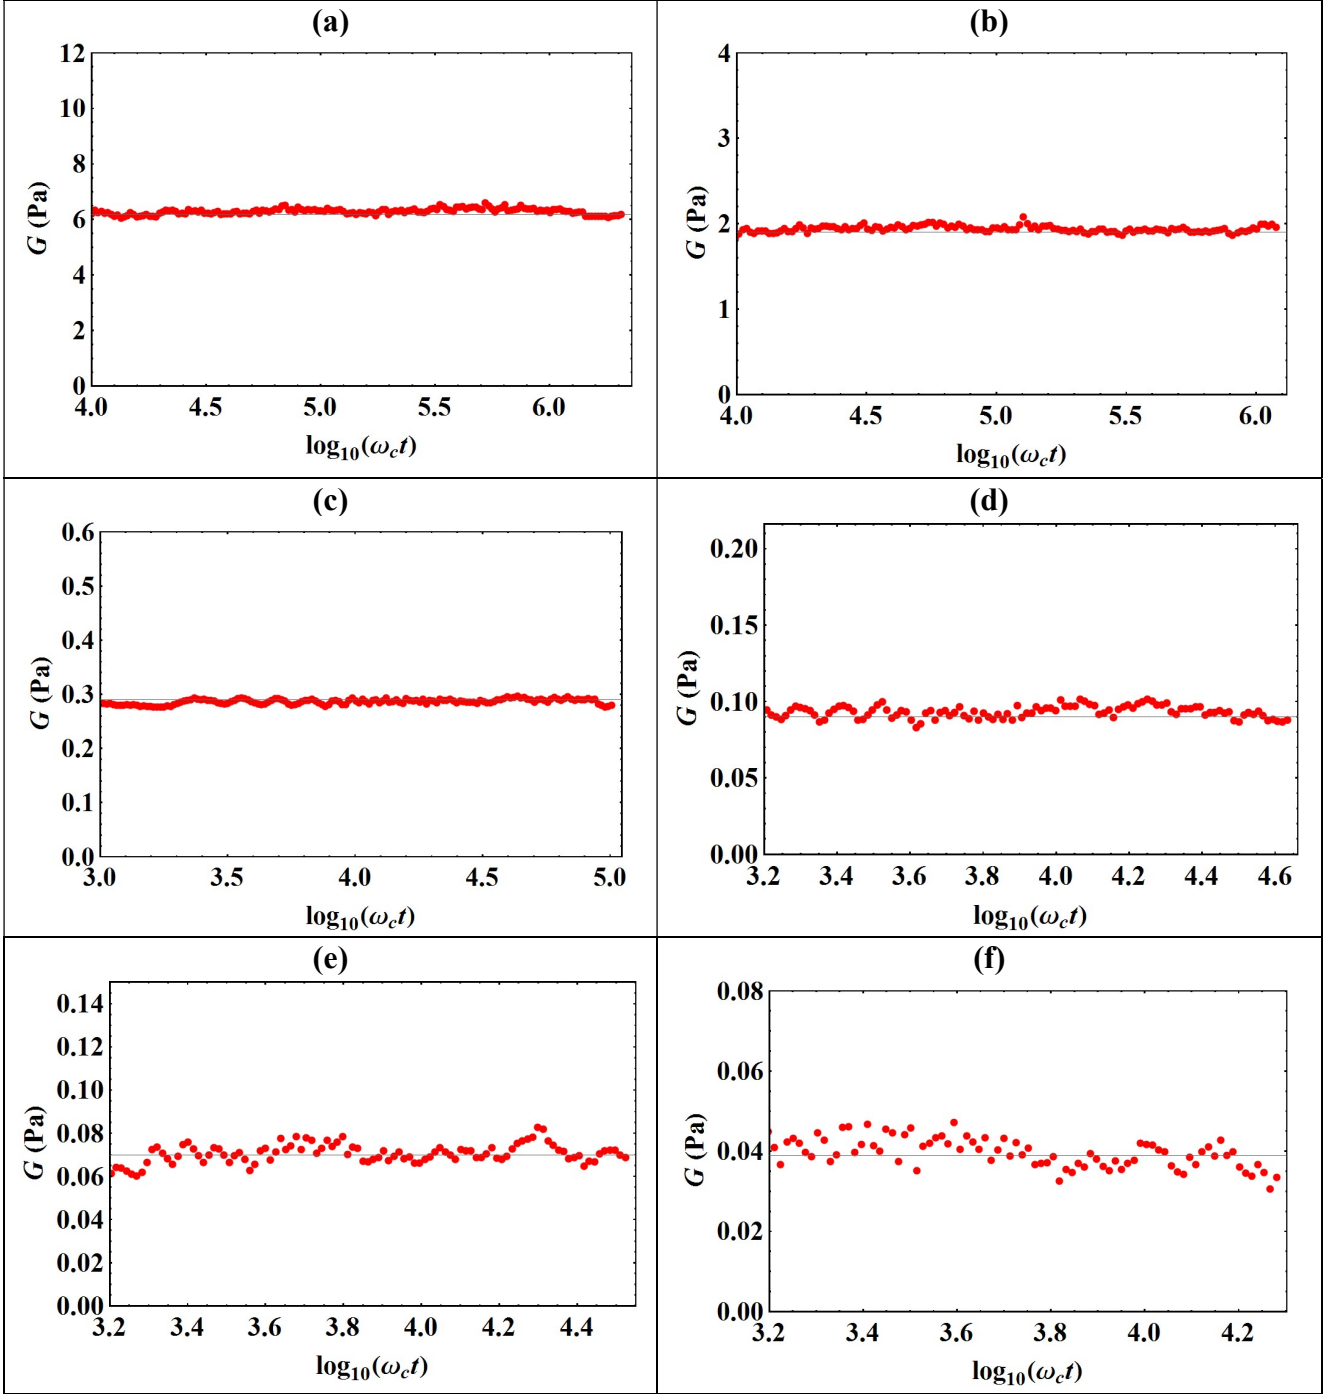 (a)
12
10
8
6
4
2
0
G (Pa)
4.0 4.5 5.0 5.5 6.0
log10(ωct)
(b)
4
3
2
1
0
G (Pa)
4.0 4.5 5.0 5.5 6.0
log10(ωct)
(c)
0.6
0.5
0.4
0.3
0.2
0.1
0.0
G (Pa)
3.0 3.5 4.0 4.5 5.0
log10(ωct)
(d)
0.20
0.15
0.10
0.05
0.00
G (Pa)
3.2 3.4 3.6 3.8 4.0 4.2 4.4 4.6
log10(ωct)
(e)
0.14
0.12
0.10
0.08
0.06
0.04
0.02
0.00
G (Pa)
3.2 3.4 3.6 3.8 4.0 4.2 4.4
log10(ωct)
(f)
0.08
0.06
0.04
0.02
0.00
G (Pa)
3.2 3.4 3.6 3.8 4.0 4.2
log10(ωct)